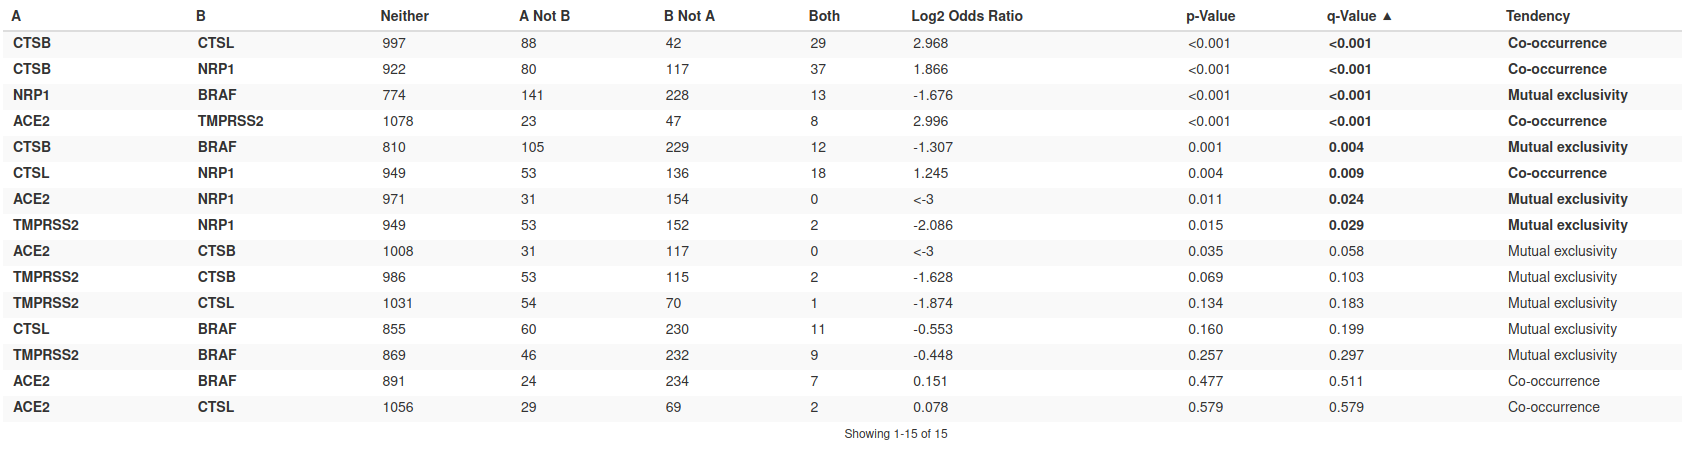 A B Neither A Not B B Not A Both Log2 Odds Ratio p-Value q-Value ▲ Tendency
CTSB CTSL 997 88 42 29 2.968 <0.001 <0.001 Co-occurrence
CTSB NRP1 922 80 117 37 1.866 <0.001 <0.001 Co-occurrence
NRP1 BRAF 774 141 228 13 -1.676 <0.001 <0.001 Mutual exclusivity
ACE2 TMPRSS2 1078 23 47 8 2.996 <0.001 <0.001 Co-occurrence
CTSB BRAF 810 105 229 12 -1.307 0.001 0.004 Mutual exclusivity
CTSL NRP1 949 53 136 18 1.245 0.004 0.009 Co-occurrence
ACE2 NRP1 971 31 154 0 <-3 0.011 0.024 Mutual exclusivity
TMPRSS2 NRP1 949 53 152 2 -2.086 0.015 0.029 Mutual exclusivity
ACE2 CTSB 1008 31 117 0 <-3 0.035 0.058 Mutual exclusivity
TMPRSS2 CTSB 986 53 115 2 -1.628 0.069 0.103 Mutual exclusivity
TMPRSS2 CTSL 1031 54 70 1 -1.874 0.134 0.183 Mutual exclusivity
CTSL BRAF 855 60 230 11 -0.553 0.160 0.199 Mutual exclusivity
TMPRSS2 BRAF 869 46 232 9 -0.448 0.257 0.297 Mutual exclusivity
ACE2 BRAF 891 24 234 7 0.151 0.477 0.511 Co-occurrence
ACE2 CTSL 1056 29 69 2 0.078 0.579 0.579 Co-occurrence
Showing 1-15 of 15